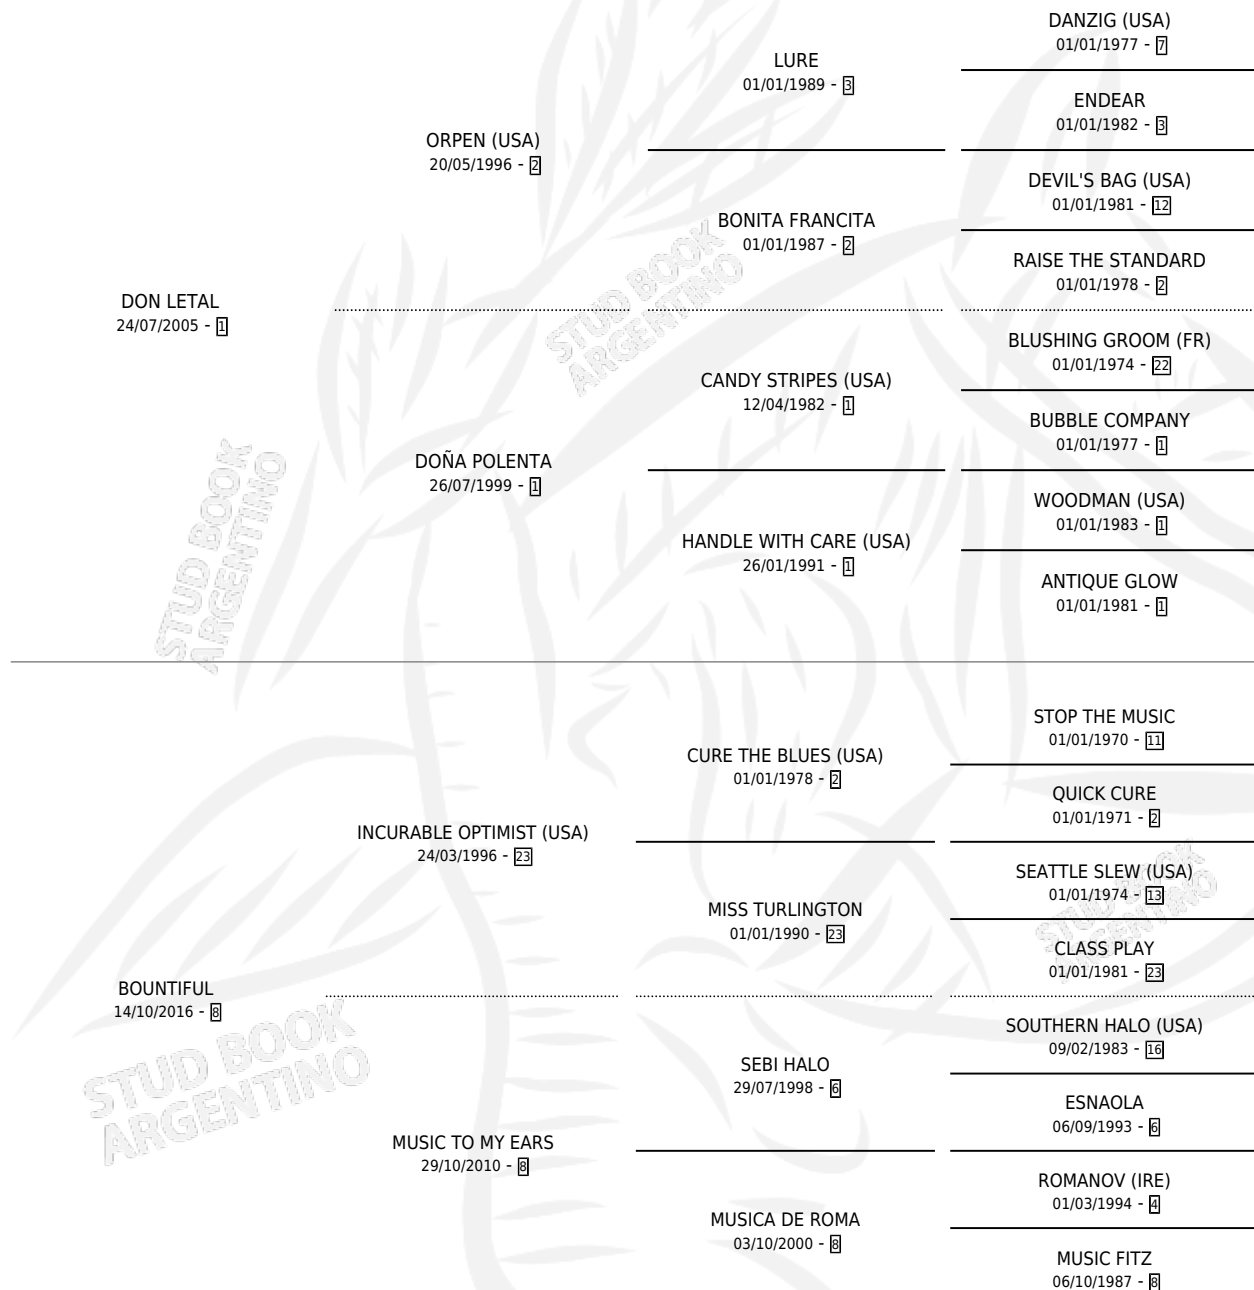 DANZIG (USA)
01/01/1977 - 7
LURE
01/01/1989 - 3
ENDEAR
01/01/1982 - 3
ORPEN (USA)
20/05/1996 - 2
DEVIL'S BAG (USA)
01/01/1981 - 12
BONITA FRANCITA
01/01/1987 - 2
RAISE THE STANDARD
01/01/1978 - 2
DON LETAL
24/07/2005 - 1
BLUSHING GROOM (FR)
01/01/1974 - 22
CANDY STRIPES (USA)
12/04/1982 - 1
BUBBLE COMPANY
01/01/1977 - 1
DOÑA POLENTA
26/07/1999 - 1
WOODMAN (USA)
01/01/1983 - 1
HANDLE WITH CARE (USA)
26/01/1991 - 1
ANTIQUE GLOW
01/01/1981 - 1
STUD BOOK
ARGENTINO
STUD BOOK
ARGENTINO
STOP THE MUSIC
01/01/1970 - 11
CURE THE BLUES (USA)
01/01/1978 - 2
QUICK CURE
01/01/1971 - 2
INCURABLE OPTIMIST (USA)
24/03/1996 - 23
SEATTLE SLEW (USA)
01/01/1974 - 13
MISS TURLINGTON
01/01/1990 - 23
CLASS PLAY
01/01/1981 - 23
STUD BOOK
ARGENTINO
BOUNTIFUL
14/10/2016 - 8
SOUTHERN HALO (USA)
09/02/1983 - 16
SEBI HALO
29/07/1998 - 6
ESNAOLA
06/09/1993 - 6
STUD BOOK
ARGENTINO
MUSIC TO MY EARS
29/10/2010 - 8
ROMANOV (IRE)
01/03/1994 - 4
MUSICA DE ROMA
03/10/2000 - 8
MUSIC FITZ
06/10/1987 - 8